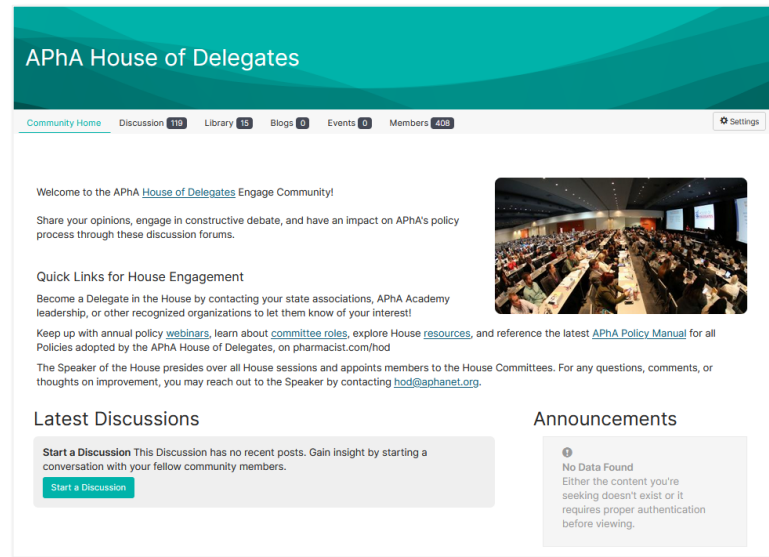 APhA House of Delegates
Community Home Discussion 119 Library 15 Blogs 0 Events 0 Members 408 Settings
Welcome to the APhA House of Delegates Engage Community!
Share your opinions, engage in constructive debate, and have an impact on APhA's policy
process through these discussion forums.
Quick Links for House Engagement
Become a Delegate in the House by contacting your state associations, APhA Academy
leadership, or other recognized organizations to let them know of your interest!
Keep up with annual policy webinars, learn about committee roles, explore House resources, and reference the latest APhA Policy Manual for all
Policies adopted by the APhA House of Delegates, on pharmacist.com/hod
The Speaker of the House presides over all House sessions and appoints members to the House Committees. For any questions, comments, or
thoughts on improvement, you may reach out to the Speaker by contacting hod@aphanet.org.
Latest Discussions
Start a Discussion This Discussion has no recent posts. Gain insight by starting a
conversation with your fellow community members.
Start a Discussion
Announcements
No Data Found
Either the content you're
seeking doesn't exist or it
requires proper authentication
before viewing.